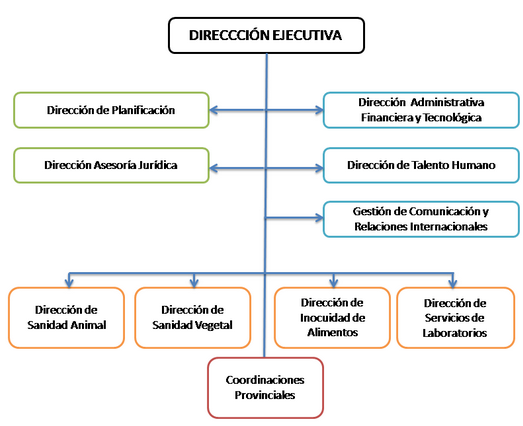 DIRECCCIÓN EJECUTIVA
Dirección de Planificación
Dirección Administrativa
Financiera y Tecnológica
Dirección Asesoría Jurídica
Dirección de Talento Humano
Gestión de Comunicación y
Relaciones Internacionales
Dirección de
Sanidad Animal
Dirección de
Sanidad Vegetal
Dirección de
Inocuidad de
Alimentos
Dirección de
Servicios de
Laboratorios
Coordinaciones
Provinciales